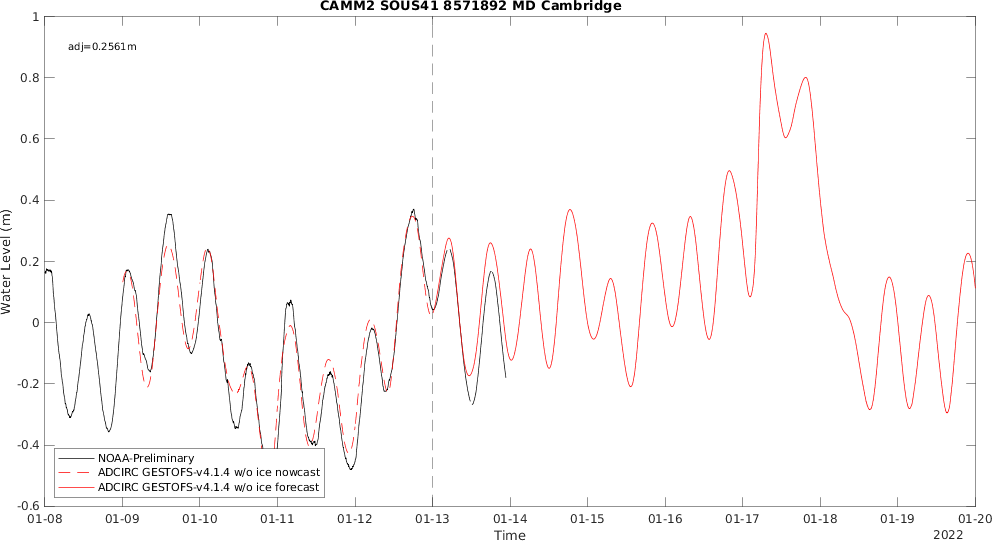 CAMM2 SOUS41 8571892 MD Cambridge
adj=0.2561m
1
0.8
0.6
0.4
0.2
0
-0.2
-0.4
-0.6
Water Level (m)
NOAA-Preliminary
ADCIRC GESTOFS-v4.1.4 w/o ice nowcast
ADCIRC GESTOFS-v4.1.4 w/o ice forecast
01-08 01-09 01-10 01-11 01-12 01-13 01-14 01-15 01-16 01-17 01-18 01-19 01-20
Time
2022